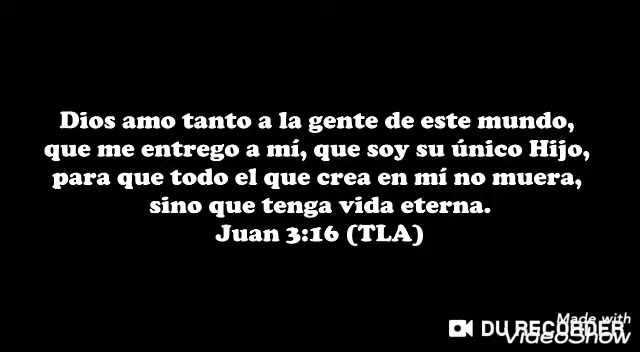 Dios amo tanto a la gente de este mundo,
que me entrego a mí, que soy su único Hijo,
para que todo el que crea en mí no muera,
sino que tenga vida eterna.
Juan 3:16 (TLA)
Made with
DU RECORDER
VideoShow